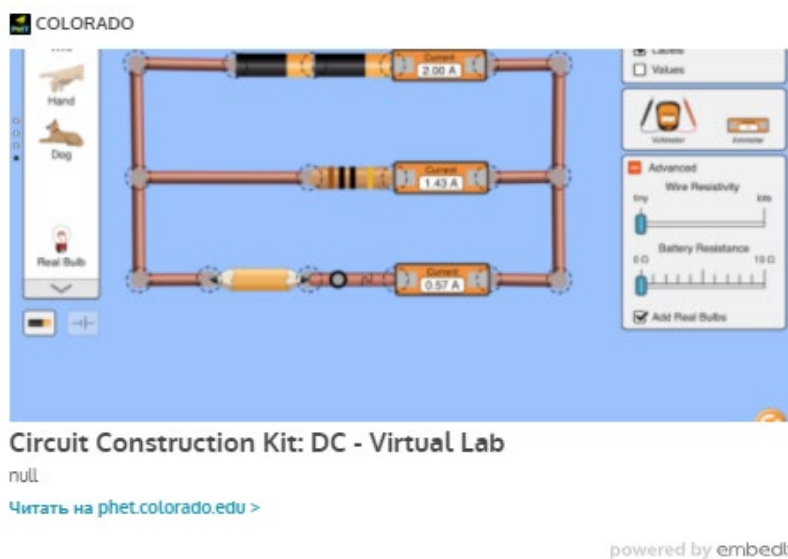 PhET COLORADO
Current
2.00 A
Labels
Values
Hand
Voltmeter
Ammeter
Dog
Current
1.43 A
Advanced
Wire Resistivity
tiny
lots
Real Bulb
Battery Resistance
0 Ω
10 Ω
Current
0.57 A
Add Real Bulbs
Circuit Construction Kit: DC - Virtual Lab
null
Читать на phet.colorado.edu >
powered by embedly